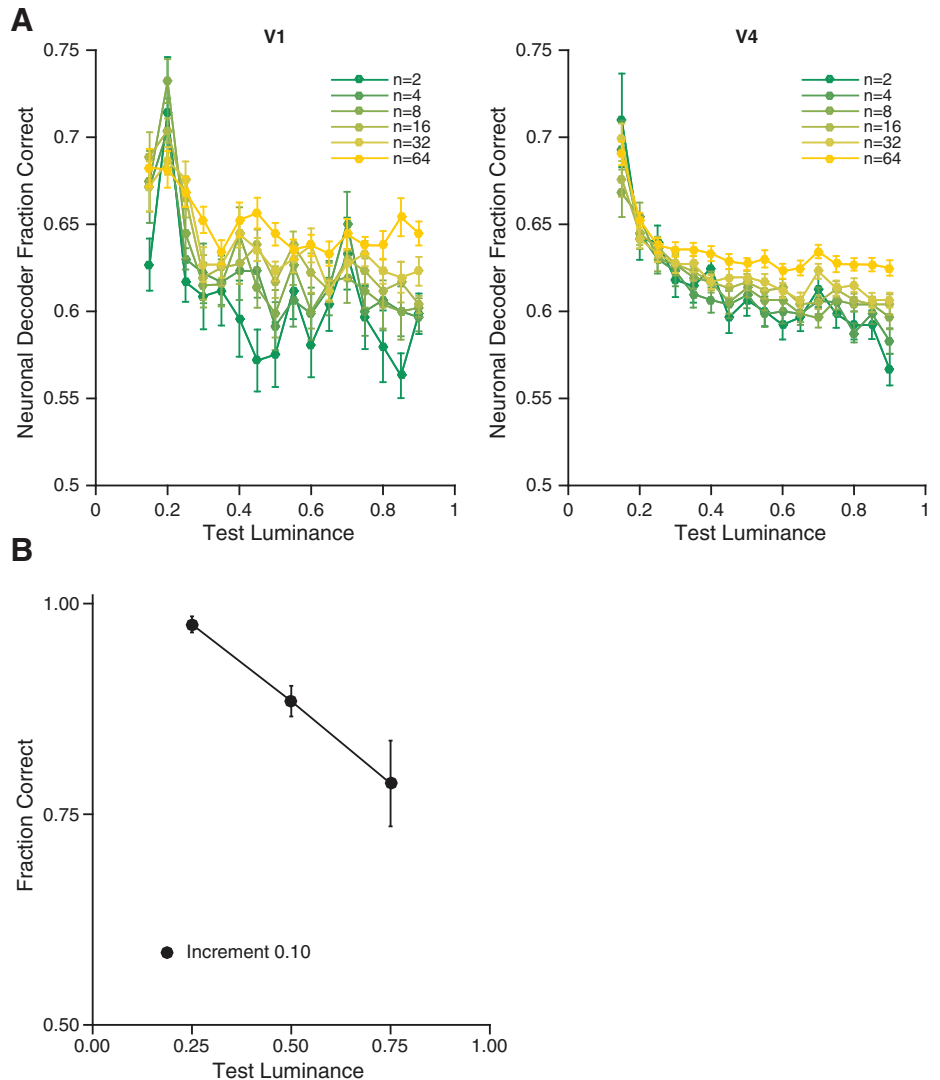 A
V1
Neuronal Decoder Fraction Correct
0.75
0.7
0.65
0.6
0.55
0.5
0
0.2
0.4
0.6
0.8
1
Test Luminance
n=2
n=4
n=8
n=16
n=32
n=64
V4
Neuronal Decoder Fraction Correct
0.75
0.7
0.65
0.6
0.55
0.5
0
0.2
0.4
0.6
0.8
1
Test Luminance
n=2
n=4
n=8
n=16
n=32
n=64
B
Fraction Correct
1.00
0.75
0.50
0.00
0.25
0.50
0.75
1.00
Test Luminance
Increment 0.10